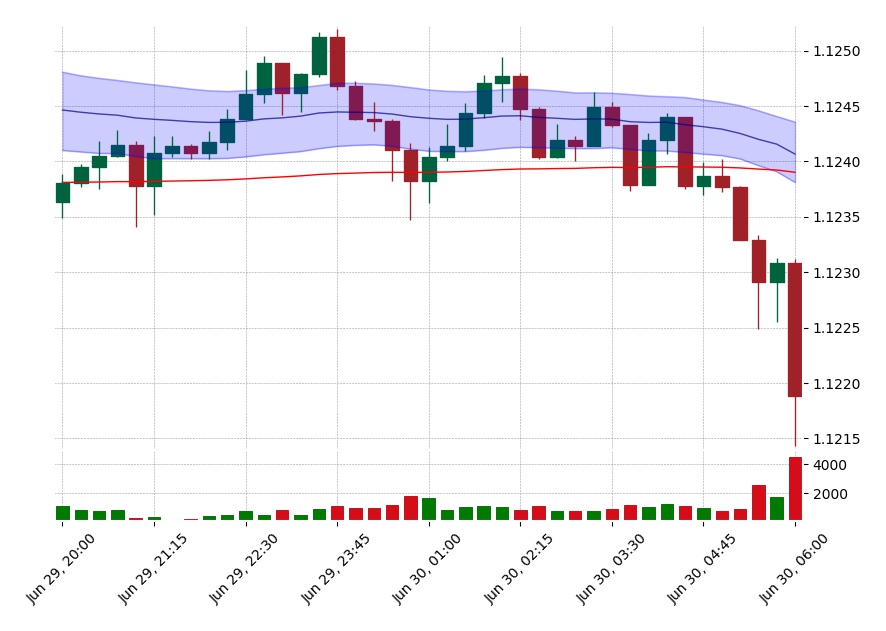 1.1250
1.1245
1.1240
1.1235
1.1230
1.1225
1.1220
1.1215
4000
2000
Jun 29, 20:00
Jun 29, 21:15
Jun 29, 22:30
Jun 29, 23:45
Jun 30, 01:00
Jun 30, 02:15
Jun 30, 03:30
Jun 30, 04:45
Jun 30, 06:00